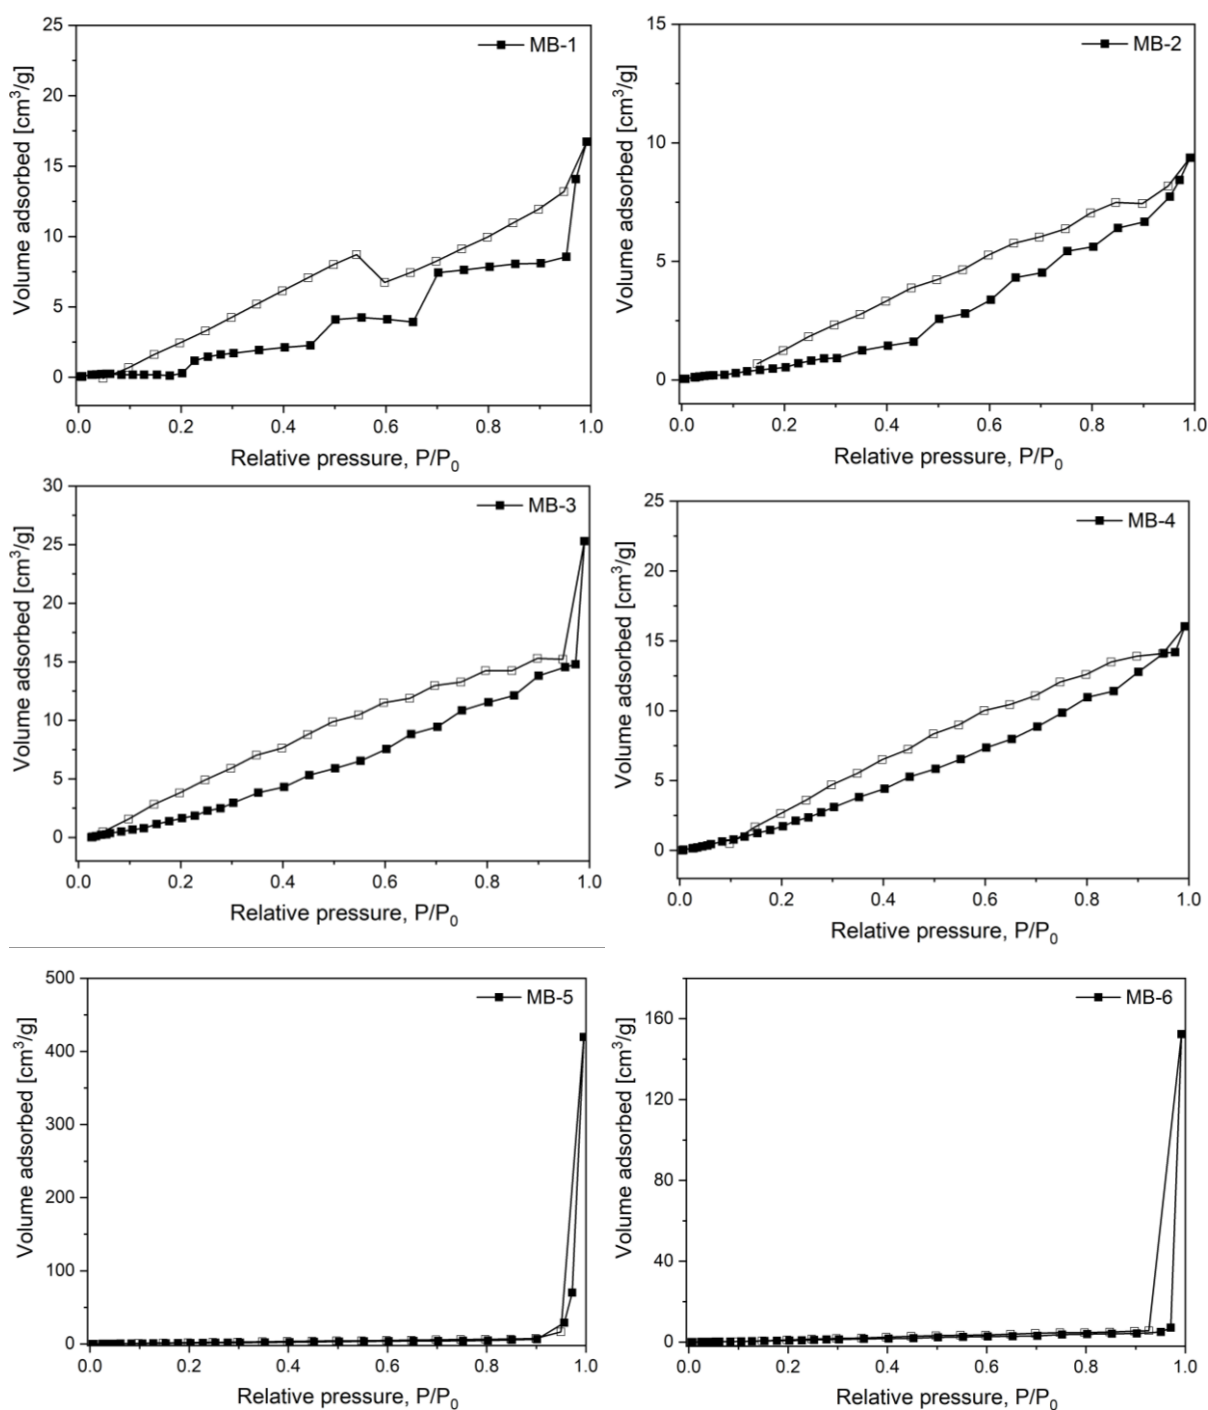 MB-1
Volume adsorbed [cm³/g]
25
20
15
10
5
0
0.0 0.2 0.4 0.6 0.8 1.0
Relative pressure, P/P₀
MB-2
Volume adsorbed [cm³/g]
15
10
5
0
0.0 0.2 0.4 0.6 0.8 1.0
Relative pressure, P/P₀
MB-3
Volume adsorbed [cm³/g]
30
25
20
15
10
5
0
0.0 0.2 0.4 0.6 0.8 1.0
Relative pressure, P/P₀
MB-4
Volume adsorbed [cm³/g]
25
20
15
10
5
0
0.0 0.2 0.4 0.6 0.8 1.0
Relative pressure, P/P₀
MB-5
Volume adsorbed [cm³/g]
500
400
300
200
100
0
0.0 0.2 0.4 0.6 0.8 1.0
Relative pressure, P/P₀
MB-6
Volume adsorbed [cm³/g]
160
120
80
40
0
0.0 0.2 0.4 0.6 0.8 1.0
Relative pressure, P/P₀